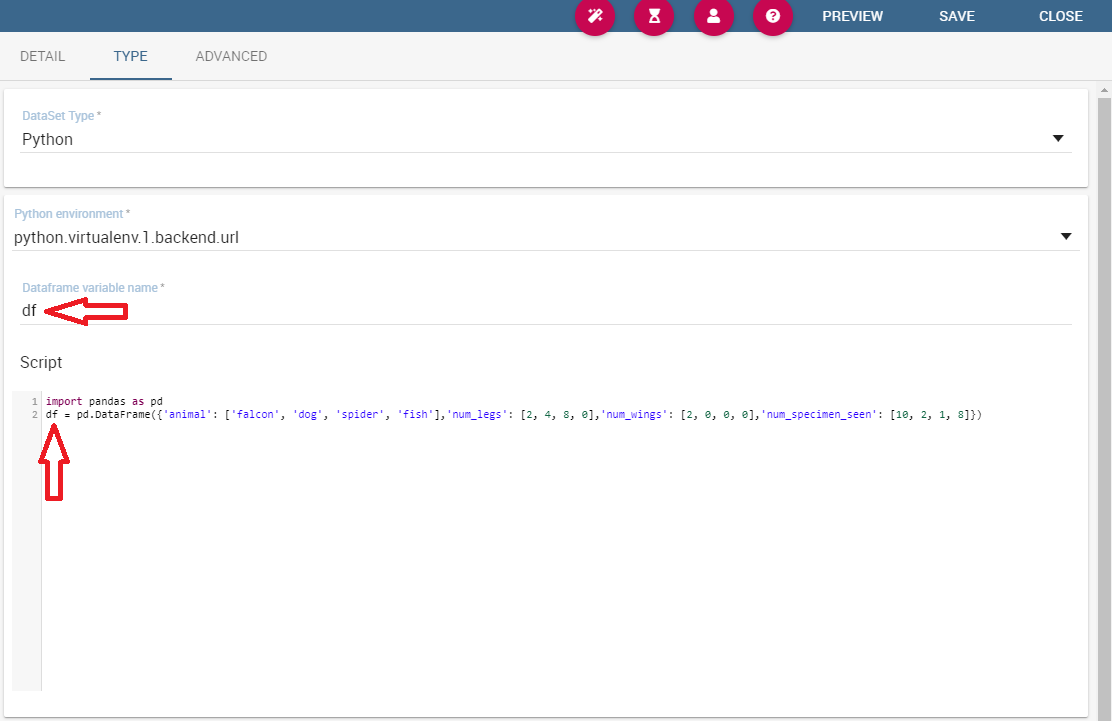 PREVIEW SAVE CLOSE
DETAIL TYPE ADVANCED
DataSet Type *
Python
Python environment *
python.virtualenv.1.backend.url
Dataframe variable name *
df
Script
1 import pandas as pd
2 df = pd.DataFrame({'animal': ['falcon', 'dog', 'spider', 'fish'],'num_legs': [2, 4, 8, 0],'num_wings': [2, 0, 0, 0],'num_specimen_seen': [10, 2, 1, 8]})